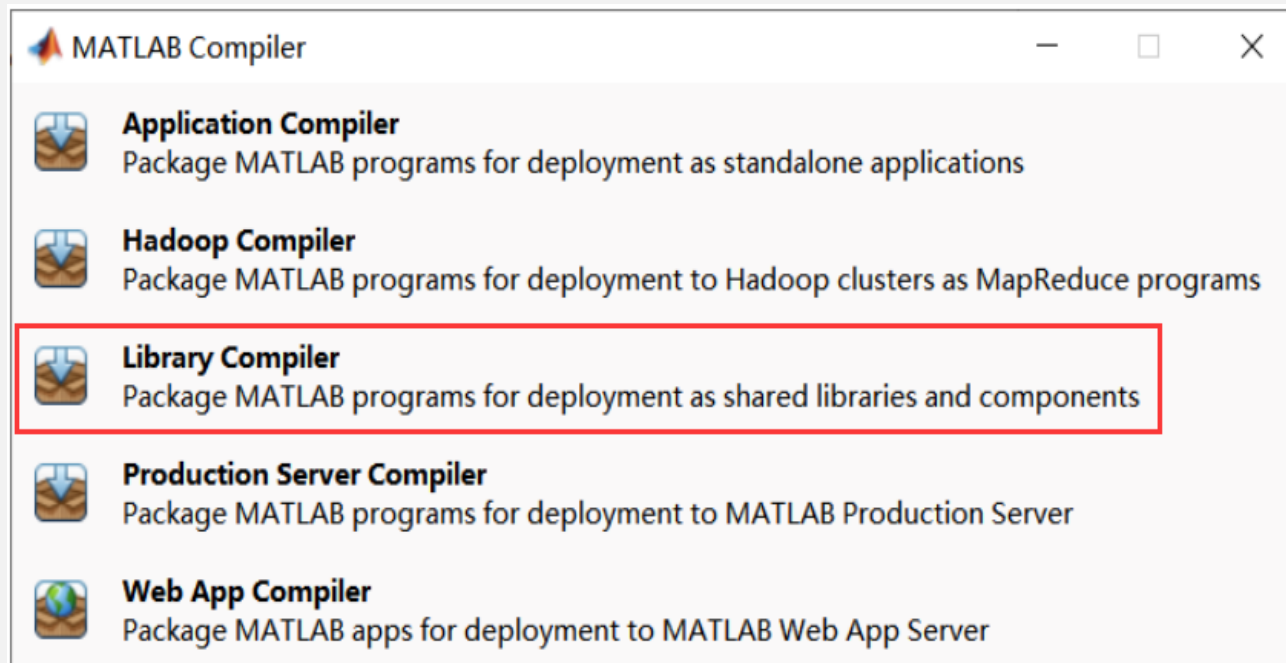 MATLAB Compiler
Application Compiler
Package MATLAB programs for deployment as standalone applications
Hadoop Compiler
Package MATLAB programs for deployment to Hadoop clusters as MapReduce programs
Library Compiler
Package MATLAB programs for deployment as shared libraries and components
Production Server Compiler
Package MATLAB programs for deployment to MATLAB Production Server
Web App Compiler
Package MATLAB apps for deployment to MATLAB Web App Server